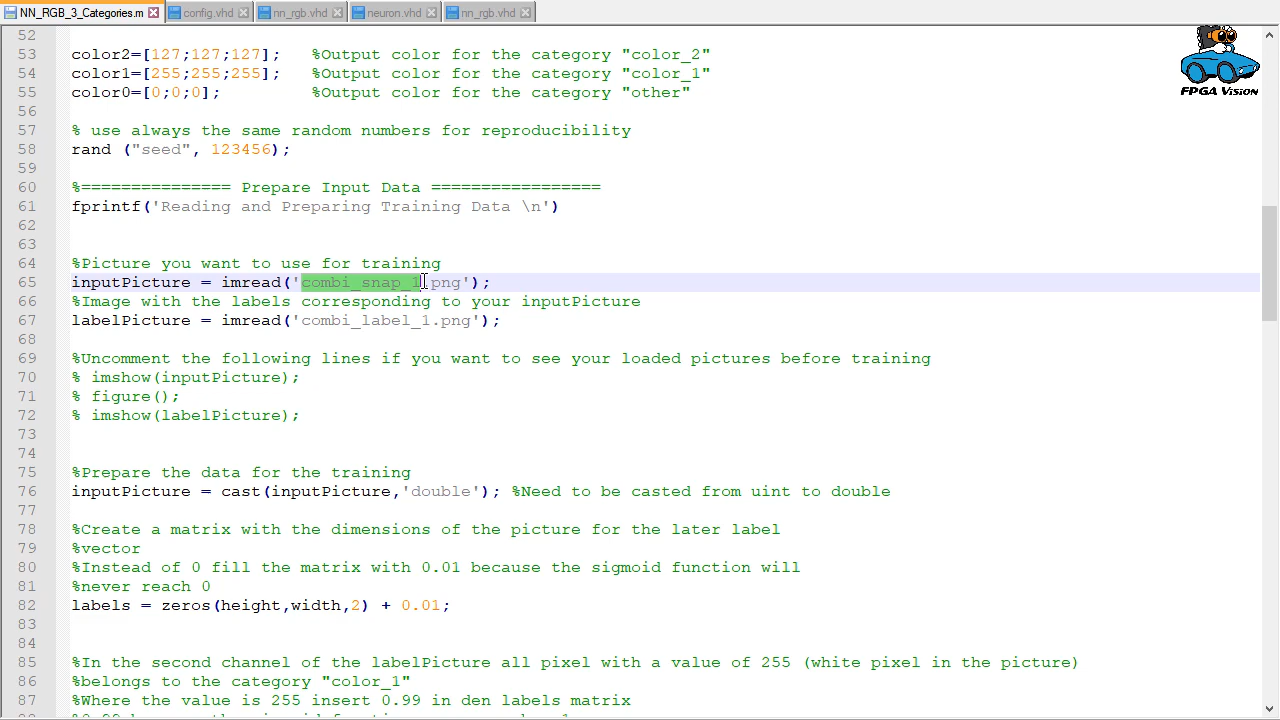 NN_RGB_3_Categories.m config.vhd nn_rgb.vhd neuron.vhd nn_rgb.vhd
FPGA Vision
52
53 color2=[127;127;127]; %Output color for the category "color_2"
54 color1=[255;255;255]; %Output color for the category "color_1"
55 color0=[0;0;0]; %Output color for the category "other"
56
57 % use always the same random numbers for reproducibility
58 rand ("seed", 123456);
59
60 %=============== Prepare Input Data =================
61 fprintf('Reading and Preparing Training Data \n')
62
63
64 %Picture you want to use for training
65 inputPicture = imread('combi_snap_1.png');
66 %Image with the labels corresponding to your inputPicture
67 labelPicture = imread('combi_label_1.png');
68
69 %Uncomment the following lines if you want to see your loaded pictures before training
70 % imshow(inputPicture);
71 % figure();
72 % imshow(labelPicture);
73
74
75 %Prepare the data for the training
76 inputPicture = cast(inputPicture,'double'); %Need to be casted from uint to double
77
78 %Create a matrix with the dimensions of the picture for the later label
79 %vector
80 %Instead of 0 fill the matrix with 0.01 because the sigmoid function will
81 %never reach 0
82 labels = zeros(height,width,2) + 0.01;
83
84
85 %In the second channel of the labelPicture all pixel with a value of 255 (white pixel in the picture)
86 %belongs to the category "color_1"
87 %Where the value is 255 insert 0.99 in den labels matrix